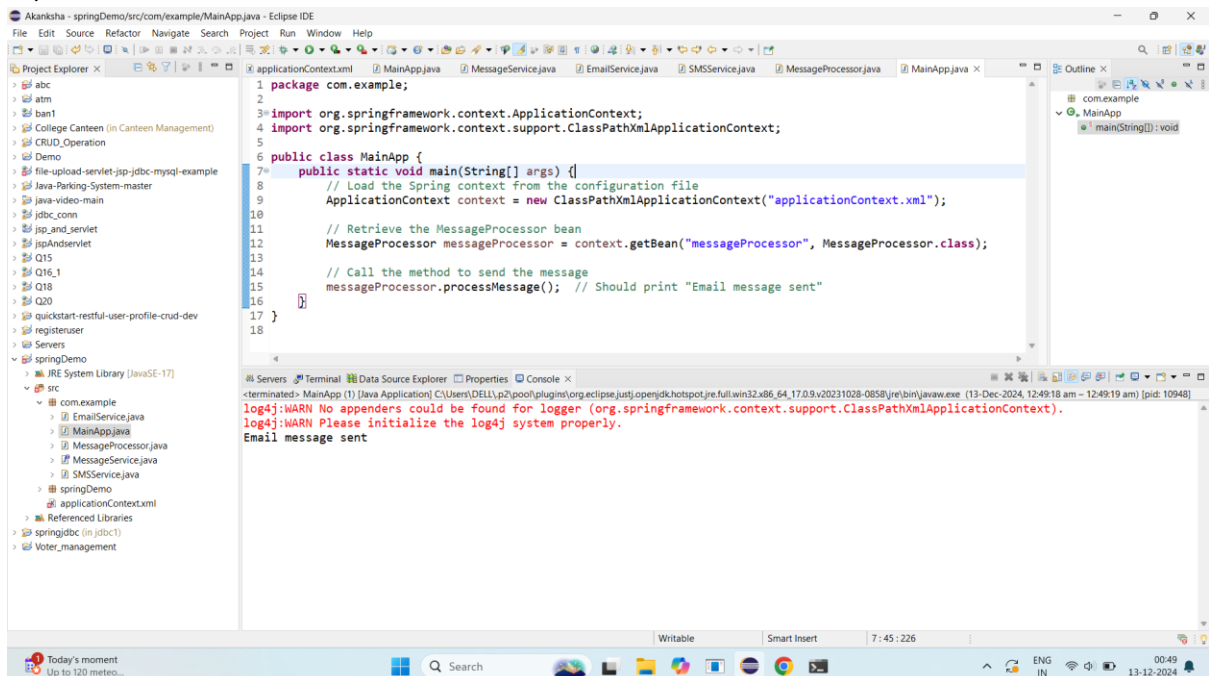 Akanksha - springDemo/src/com/example/MainApp.java - Eclipse IDE
File Edit Source Refactor Navigate Search Project Run Window Help
Project Explorer
abc
atm
ban1
College Canteen (in Canteen Management)
CRUD_Operation
Demo
file-upload-servlet-jsp-jdbc-mysql-example
Java-Parking-System-master
java-video-main
jdbc_conn
jsp_and_servlet
jspAndservlet
Q15
Q16_1
Q18
Q20
quickstart-restful-user-profile-crud-dev
registeruser
Servers
springDemo
JRE System Library [JavaSE-17]
src
com.example
EmailService.java
MainApp.java
MessageProcessor.java
MessageService.java
SMSService.java
springDemo
applicationContext.xml
Referenced Libraries
springjdbc (in jdbc1)
Voter_management
applicationContext.xml MainApp.java MessageService.java EmailService.java SMSService.java MessageProcessor.java MainApp.java
1 package com.example;
2
3 import org.springframework.context.ApplicationContext;
4 import org.springframework.context.support.ClassPathXmlApplicationContext;
5
6 public class MainApp {
7 public static void main(String[] args) {
8 // Load the Spring context from the configuration file
9 ApplicationContext context = new ClassPathXmlApplicationContext("applicationContext.xml");
10
11 // Retrieve the MessageProcessor bean
12 MessageProcessor messageProcessor = context.getBean("messageProcessor", MessageProcessor.class);
13
14 // Call the method to send the message
15 messageProcessor.processMessage(); // Should print "Email message sent"
16 }
17 }
18
Outline
com.example
MainApp
main(String[]) : void
Servers Terminal Data Source Explorer Properties Console
<terminated> MainApp (1) [Java Application] C:\Users\DELL\.p2\pool\plugins\org.eclipse.justj.openjdk.hotspot.jre.full.win32.x86_64_17.0.9.v20231028-0858\jre\bin\javaw.exe (13-Dec-2024, 12:49:18 am – 12:49:19 am) [pid: 10948]
log4j:WARN No appenders could be found for logger (org.springframework.context.support.ClassPathXmlApplicationContext).
log4j:WARN Please initialize the log4j system properly.
Email message sent
Writable Smart Insert 7 : 45 : 226
1
Today's moment
Up to 120 meteo...
Search
ENG
IN
00:49
13-12-2024